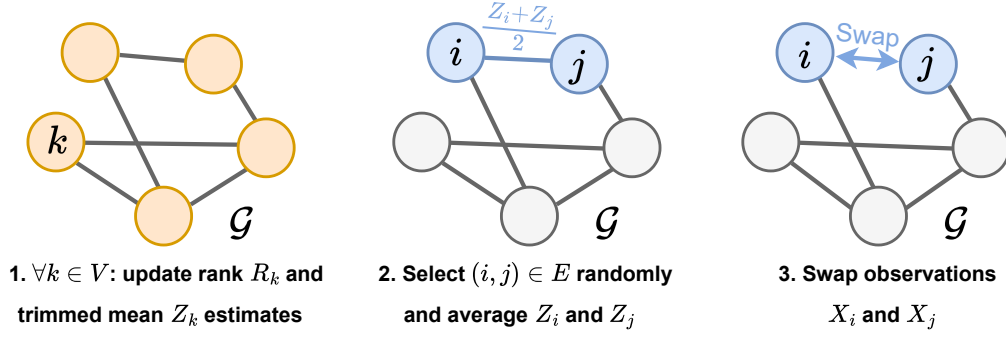 k
𝒢
1. ∀k ∈ V: update rank R_k and
trimmed mean Z_k estimates
(Z_i+Z_j)/2
i
j
𝒢
2. Select (i, j) ∈ E randomly
and average Z_i and Z_j
Swap
i
j
𝒢
3. Swap observations
X_i and X_j